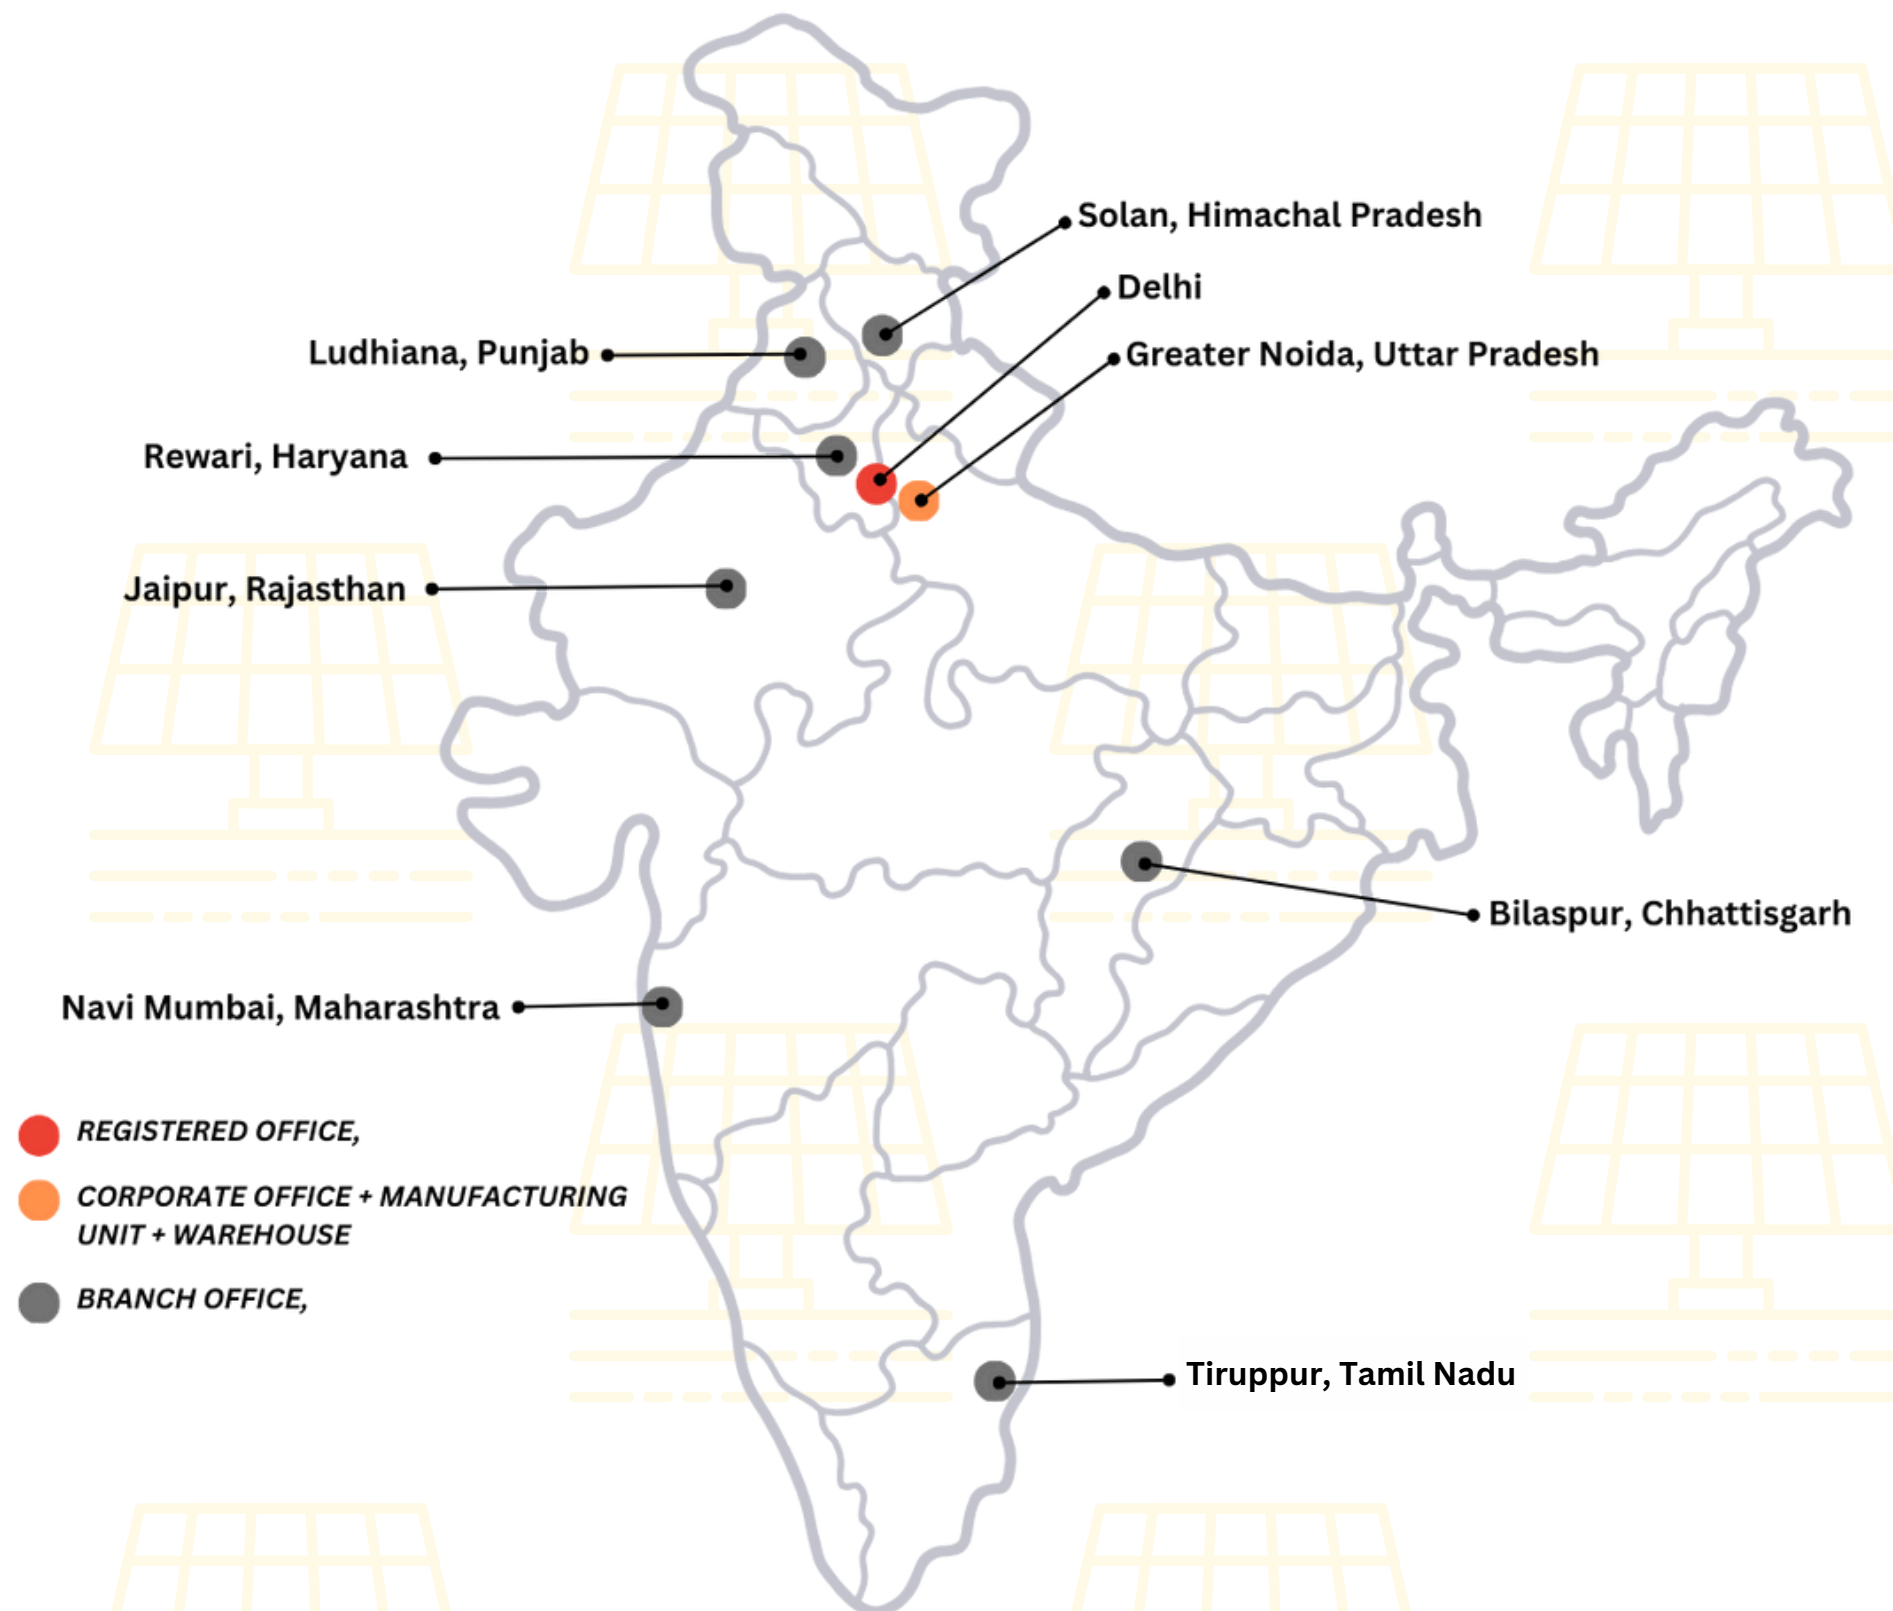 Solan, Himachal Pradesh
Delhi
Ludhiana, Punjab
Greater Noida, Uttar Pradesh
Rewari, Haryana
Jaipur, Rajasthan
Bilaspur, Chhattisgarh
Navi Mumbai, Maharashtra
REGISTERED OFFICE,
CORPORATE OFFICE + MANUFACTURING
UNIT + WAREHOUSE
BRANCH OFFICE,
Tiruppur, Tamil Nadu